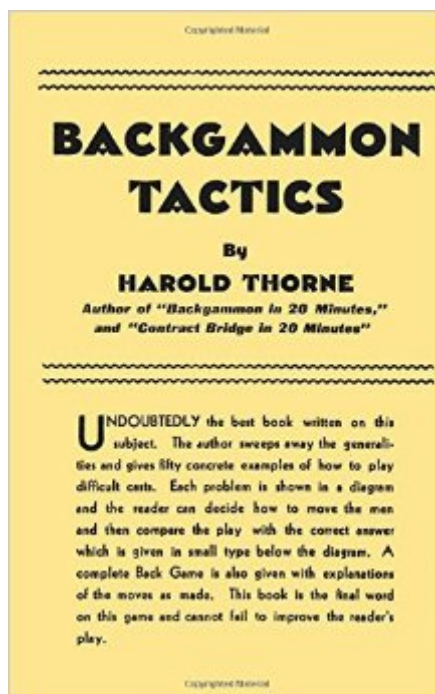 Copyrighted Material
BACKGAMMON
TACTICS
By
HAROLD THORNE
Author of "Backgammon in 20 Minutes,"
and "Contract Bridge in 20 Minutes"
UNDOUBTEDLY the best book written on this
subject. The author sweeps away the generali-
ties and gives fifty concrete examples of how to play
difficult casts. Each problem is shown in a diagram
and the reader can decide how to move the men
and then compare the play with the correct answer
which is given in small type below the diagram. A
complete Back Game is also given with explanations
of the moves as made. This book is the final word
on this game and cannot fail to improve the reader's
play.
Copyrighted Material